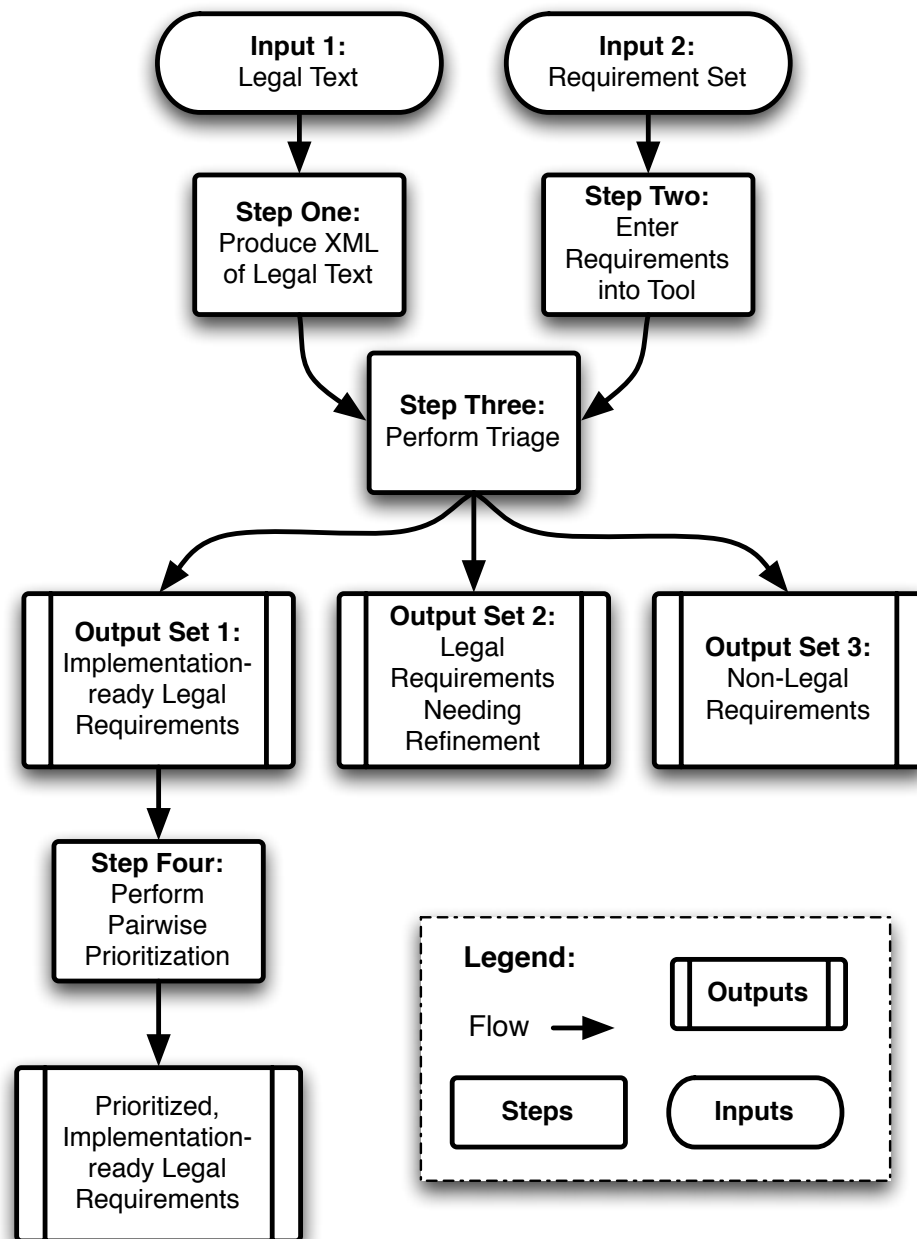 Input 1:
Legal Text
Input 2:
Requirement Set
Step One:
Produce XML
of Legal Text
Step Two:
Enter
Requirements
into Tool
Step Three:
Perform Triage
Output Set 1:
Implementation-
ready Legal
Requirements
Output Set 2:
Legal
Requirements
Needing
Refinement
Output Set 3:
Non-Legal
Requirements
Step Four:
Perform
Pairwise
Prioritization
Prioritized,
Implementation-
ready Legal
Requirements
Legend:
Flow
Outputs
Steps
Inputs